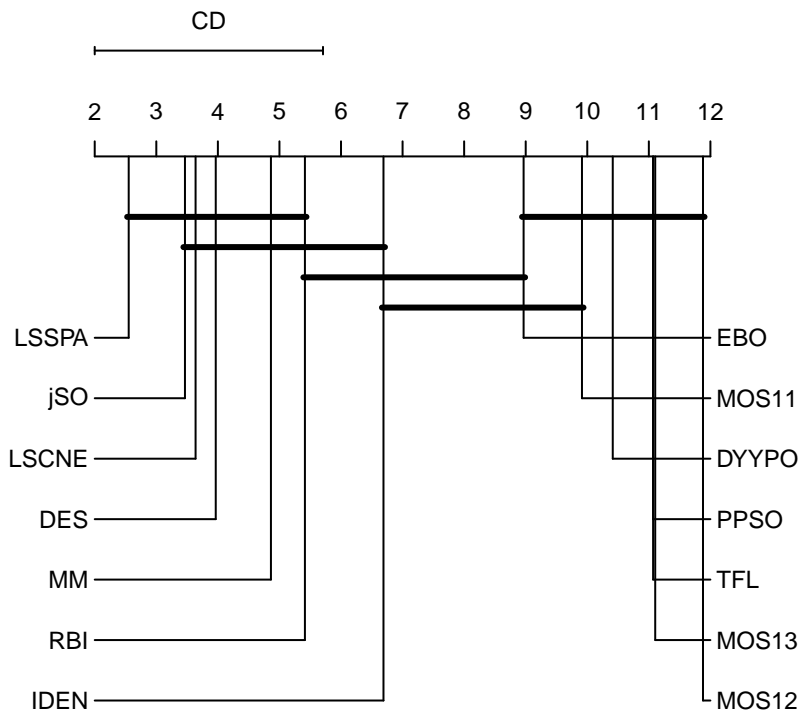 CD
2 3 4 5 6 7 8 9 10 11 12
LSSPA EBO
jSO MOS11
LSCNE DYYPO
DES PPSO
MM TFL
RBI MOS13
IDEN MOS12